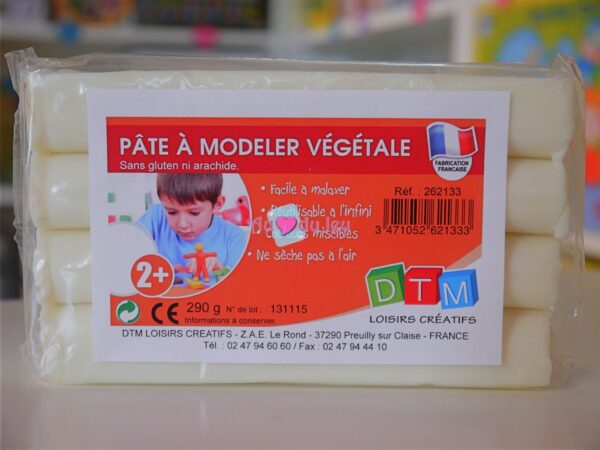 PÂTE À MODELER VÉGÉTALE
Sans gluten ni arachide.
FABRICATION
FRANÇAISE
• Facile a malaxer
• Réutilisable a l'infini
• miscibles
• Ne sèche pas a l'air
Réf. : 262133
3 471052 621333
2+
DTM
LOISIRS CRÉATIFS
CE 290 g N° de lot : 131115
Informations à conserver.
DTM LOISIRS CREATIFS - Z.A.E. Le Rond - 37290 Preuilly sur Claise - FRANCE
Tél. : 02 47 94 60 60 / Fax : 02 47 94 44 10